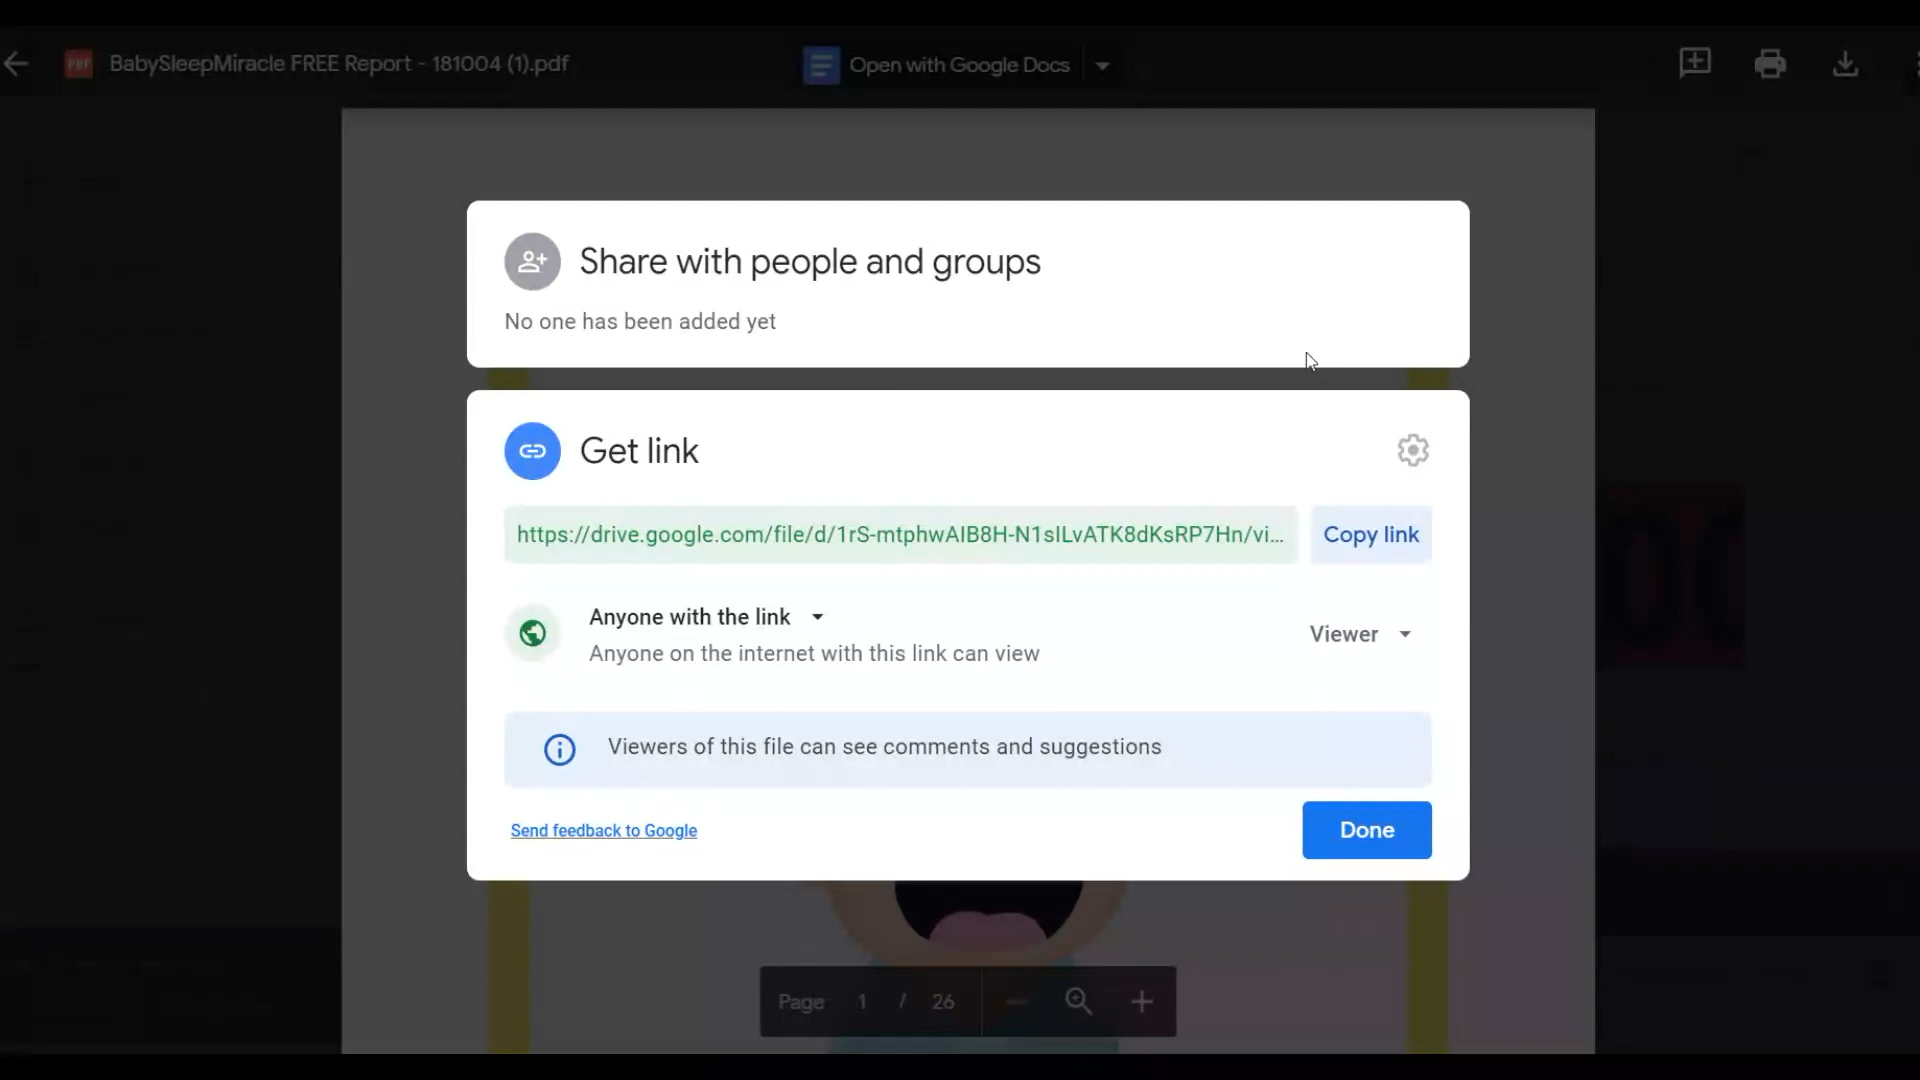 PDF BabySleepMiracle FREE Report - 181004 (1).pdf
Open with Google Docs
Share with people and groups
No one has been added yet
Get link
https://drive.google.com/file/d/1rS-mtphwAIB8H-N1sILvATK8dKsRP7Hn/vi...
Copy link
Anyone with the link
Anyone on the internet with this link can view
Viewer
Viewers of this file can see comments and suggestions
Send feedback to Google
Done
Page 1 / 26